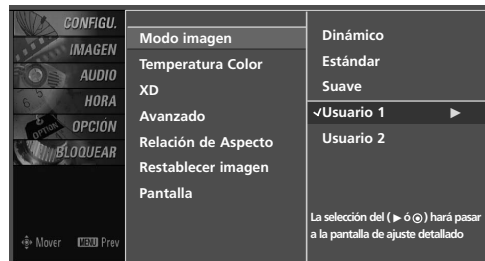 CONFIGU.
IMAGEN
AUDIO
HORA
OPCIÓN
OPTION
BLOQUEAR
Mover MENU Prev
Modo imagen
Temperatura Color
XD
Avanzado
Relación de Aspecto
Restablecer imagen
Pantalla
Dinámico
Estándar
Suave
✓Usuario 1 ►
Usuario 2
La selección del ( ► ó ◉ ) hará pasar
a la pantalla de ajuste detallado